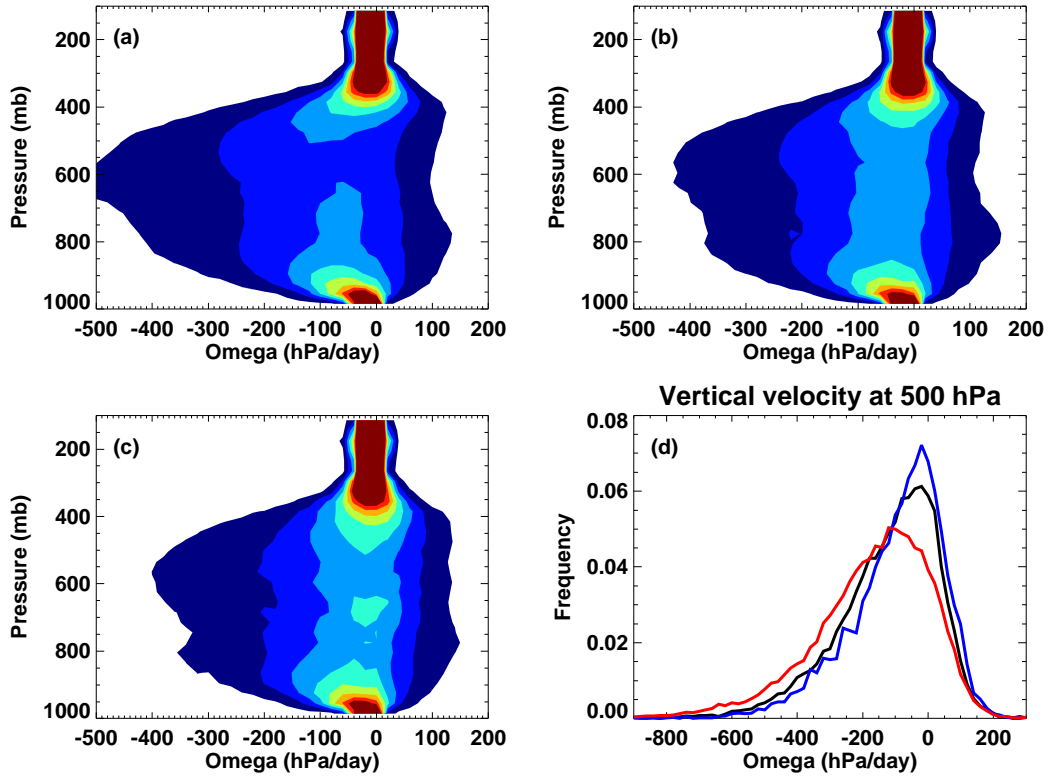 (a)
Pressure (mb)
200
400
600
800
1000
-500 -400 -300 -200 -100 0 100 200
Omega (hPa/day)
(b)
Pressure (mb)
200
400
600
800
1000
-500 -400 -300 -200 -100 0 100 200
Omega (hPa/day)
(c)
Pressure (mb)
200
400
600
800
1000
-500 -400 -300 -200 -100 0 100 200
Omega (hPa/day)
Vertical velocity at 500 hPa
(d)
Frequency
0.08
0.06
0.04
0.02
0.00
-800 -600 -400 -200 0 200
Omega (hPa/day)